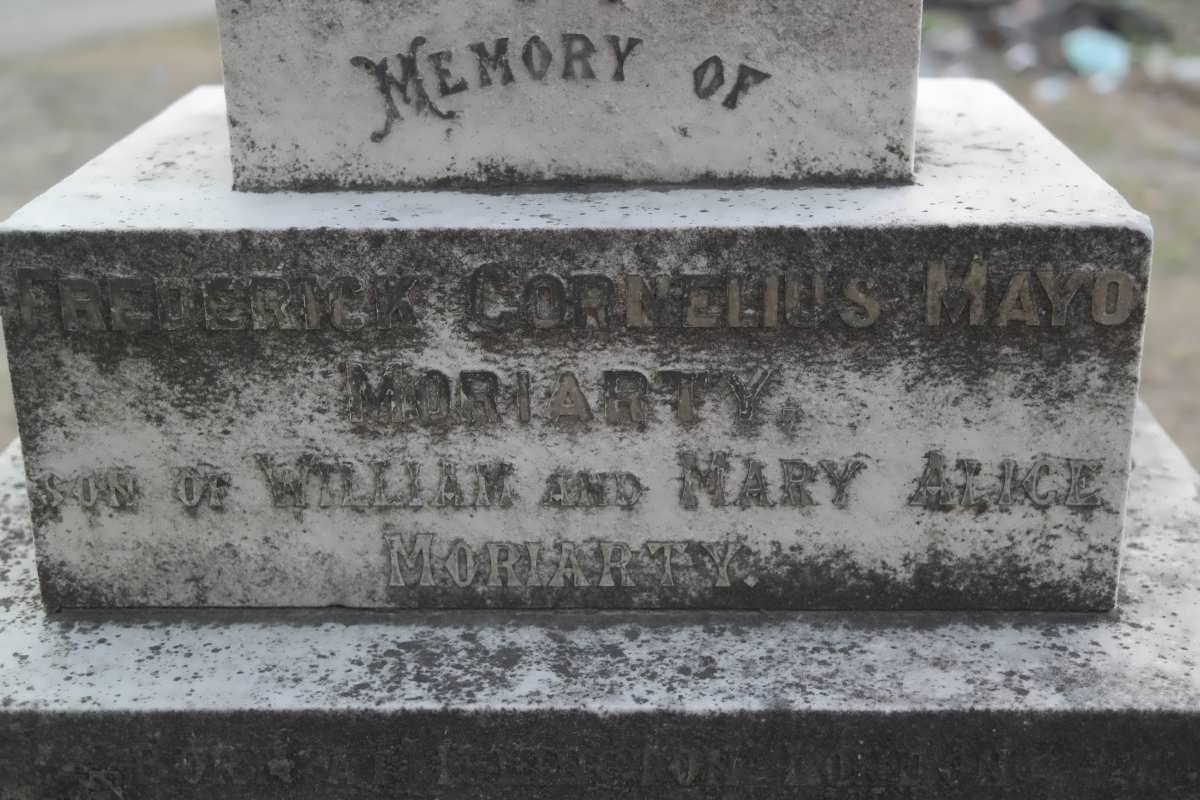 MEMORY OF
FREDERICK CORNELIUS MAYO
MORIARTY,
SON OF WILLIAM AND MARY ALICE
MORIARTY.